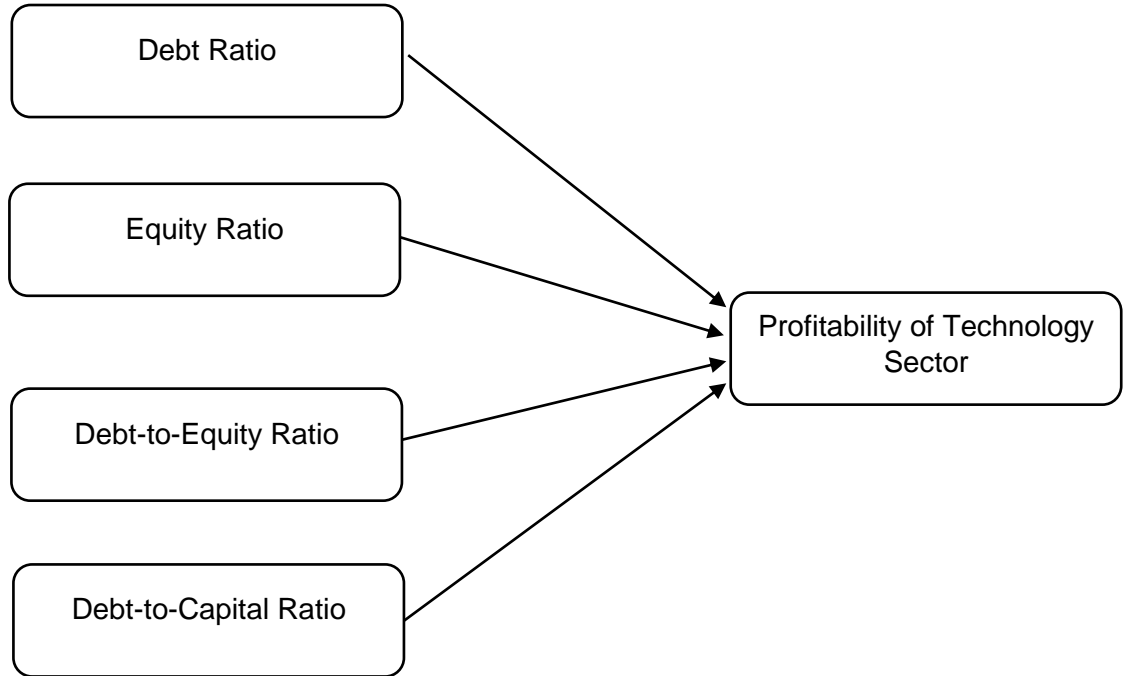 Debt Ratio
Equity Ratio
Profitability of Technology
Sector
Debt-to-Equity Ratio
Debt-to-Capital Ratio